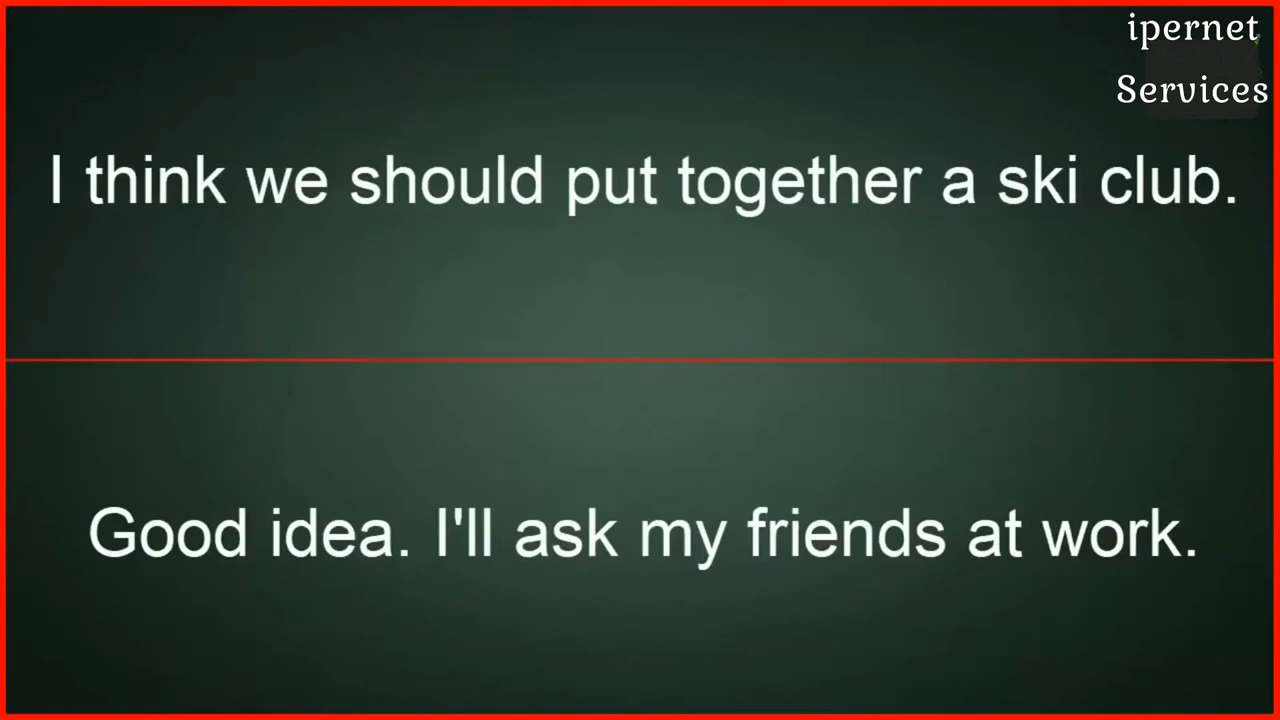 ipernet
Services
I think we should put together a ski club.
Good idea. I'll ask my friends at work.